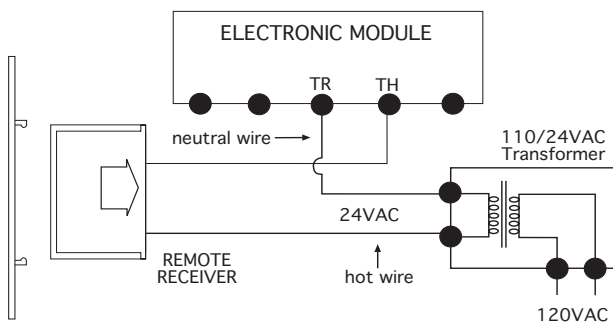 ELECTRONIC MODULE
TR
TH
neutral wire
110/24VAC
Transformer
24VAC
REMOTE
RECEIVER
hot wire
120VAC